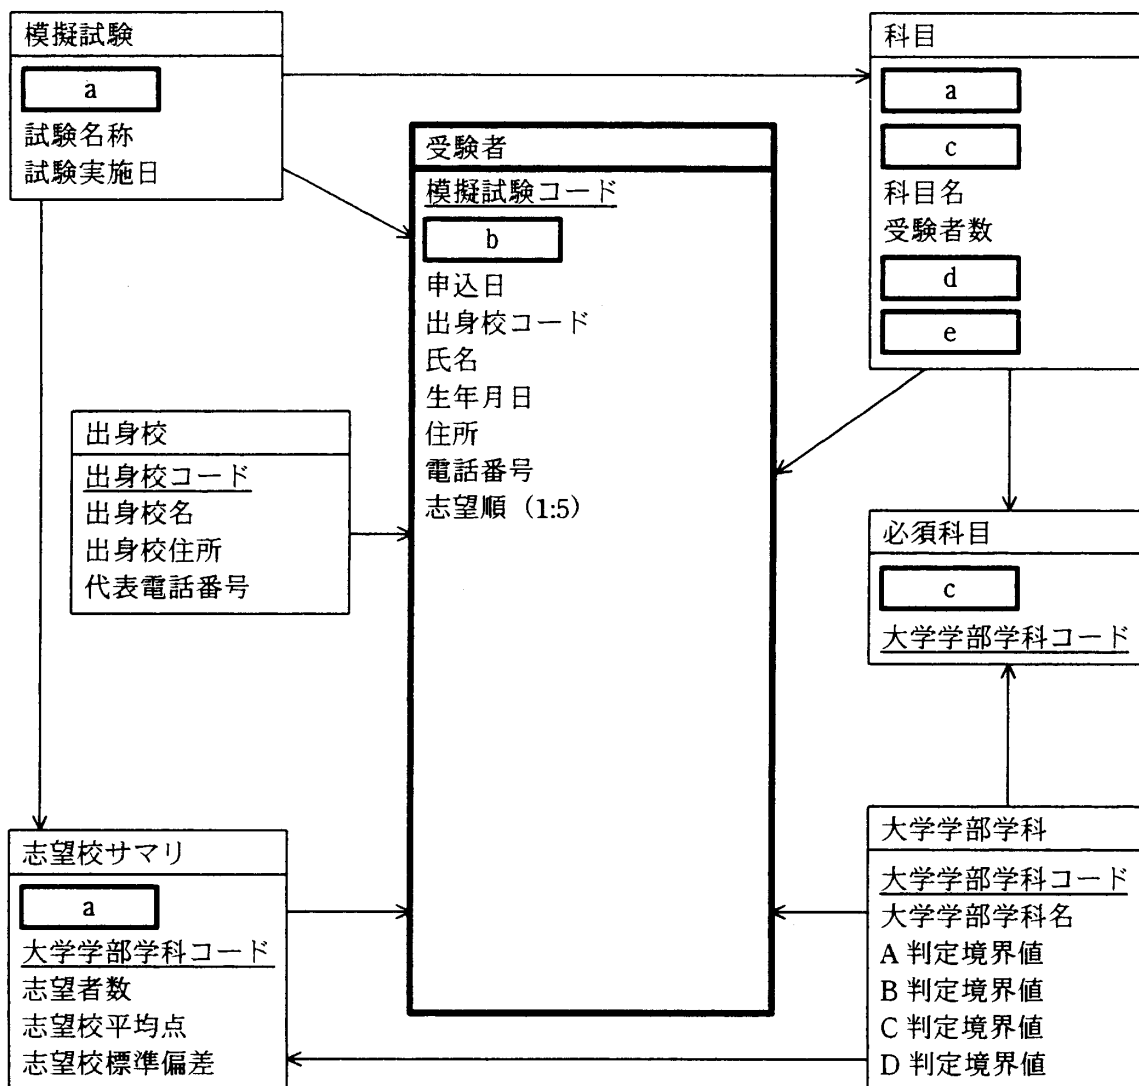 模擬試験
a
試験名称
試験実施日
科目
a
c
科目名
受験者数
d
e
受験者
模擬試験コード
b
申込日
出身校コード
氏名
生年月日
住所
電話番号
志望順（1:5）
出身校
出身校コード
出身校名
出身校住所
代表電話番号
必須科目
c
大学学部学科コード
志望校サマリ
a
大学学部学科コード
志望者数
志望校平均点
志望校標準偏差
大学学部学科
大学学部学科コード
大学学部学科名
A 判定境界値
B 判定境界値
C 判定境界値
D 判定境界値